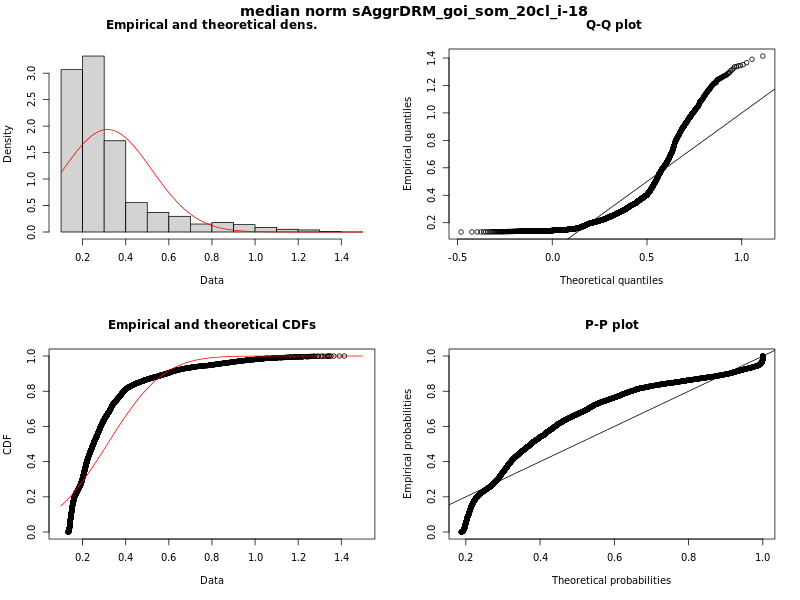 median norm sAggrDRM_goi_som_20cl_i-18
Empirical and theoretical dens.
Density
0.0 0.5 1.0 1.5 2.0 2.5 3.0
0.2 0.4 0.6 0.8 1.0 1.2 1.4
Data
Q-Q plot
Empirical quantiles
0.2 0.4 0.6 0.8 1.0 1.2 1.4
-0.5 0.0 0.5 1.0
Theoretical quantiles
Empirical and theoretical CDFs
CDF
0.0 0.2 0.4 0.6 0.8 1.0
0.2 0.4 0.6 0.8 1.0 1.2 1.4
Data
P-P plot
Empirical probabilities
0.0 0.2 0.4 0.6 0.8 1.0
0.2 0.4 0.6 0.8 1.0
Theoretical probabilities